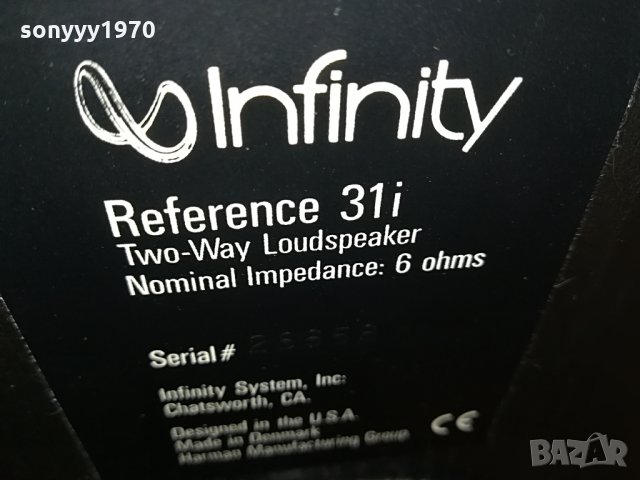 sonyyy1970
Infinity
Reference 31i
Two-Way Loudspeaker
Nominal Impedance: 6 ohms
Serial#
Infinity System, Inc:
Chatsworth, CA.
Designed in the U.S.A.
Made in Denmark
Harman Manufacturing Group
CE
BAZAR